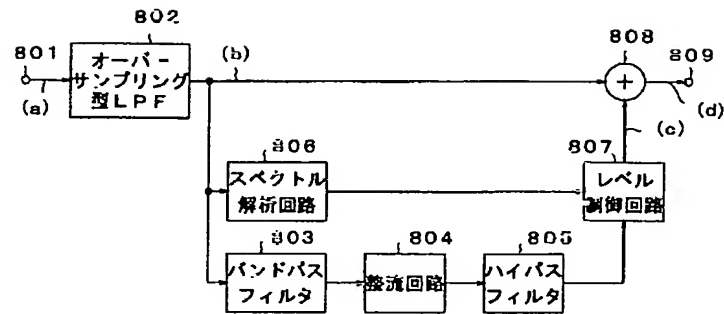 801
(a)
802
オーバー
サンプリング
型LPF
(b)
808
+
809
(d)
(c)
806
スペクトル
解析回路
807
レベル
制御回路
803
バンドパス
フィルタ
804
整流回路
805
ハイパス
フィルタ